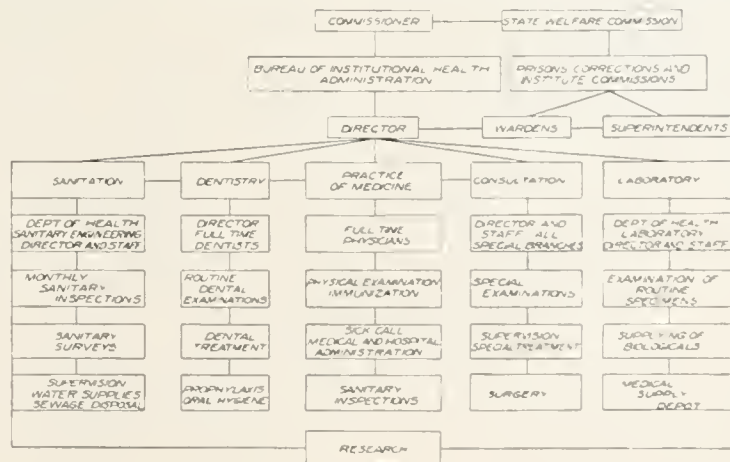 COMMISSIONER
STATE WELFARE COMMISSION
BUREAU OF INSTITUTIONAL HEALTH
ADMINISTRATION
PRISONS CORRECTIONS AND
INSTITUTE COMMISSIONS
DIRECTOR
WARDENS
SUPERINTENDENTS
SANITATION
DENTISTRY
PRACTICE
OF MEDICINE
CONSULTATION
LABORATORY
DEPT OF HEALTH
SANITARY ENGINEERING
DIRECTOR AND STAFF
DIRECTOR
FULL TIME
DENTISTS
FULL TIME
PHYSICIANS
DIRECTOR AND
STAFF ALL
SPECIAL BRANCHES
DEPT OF HEALTH
LABORATORY
DIRECTOR AND STAFF
MONTHLY
SANITARY
INSPECTIONS
ROUTINE
DENTAL
EXAMINATIONS
PHYSICAL EXAMINATION
IMMUNIZATION
SPECIAL
EXAMINATIONS
EXAMINATION OF
ROUTINE
SPECIMENS
SANITARY
SURVEYS
DENTAL
TREATMENT
SICK CALL
MEDICAL AND HOSPITAL
ADMINISTRATION
SUPERVISION
SPECIAL TREATMENT
SUPPLYING OF
BIOLOGICALS
SUPERVISION
WATER SUPPLIES
SEWAGE DISPOSAL
PROPHYLAXIS
ORAL HYGIENE
SANITARY
INSPECTIONS
SURGERY
MEDICAL
SUPPLY
DEPOT
RESEARCH